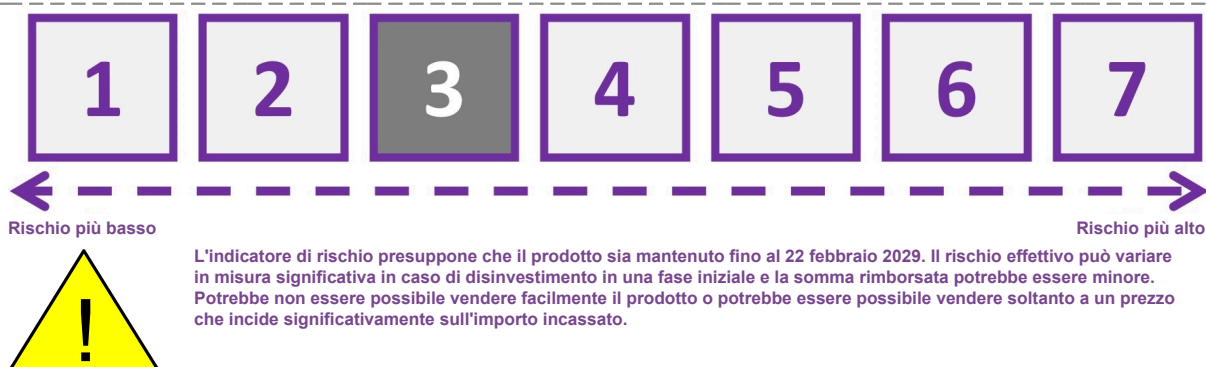 1 2 3 4 5 6 7
Rischio più basso
Rischio più alto
L'indicatore di rischio presuppone che il prodotto sia mantenuto fino al 22 febbraio 2029. Il rischio effettivo può variare
in misura significativa in caso di disinvestimento in una fase iniziale e la somma rimborsata potrebbe essere minore.
Potrebbe non essere possibile vendere facilmente il prodotto o potrebbe essere possibile vendere soltanto a un prezzo
che incide significativamente sull'importo incassato.
!